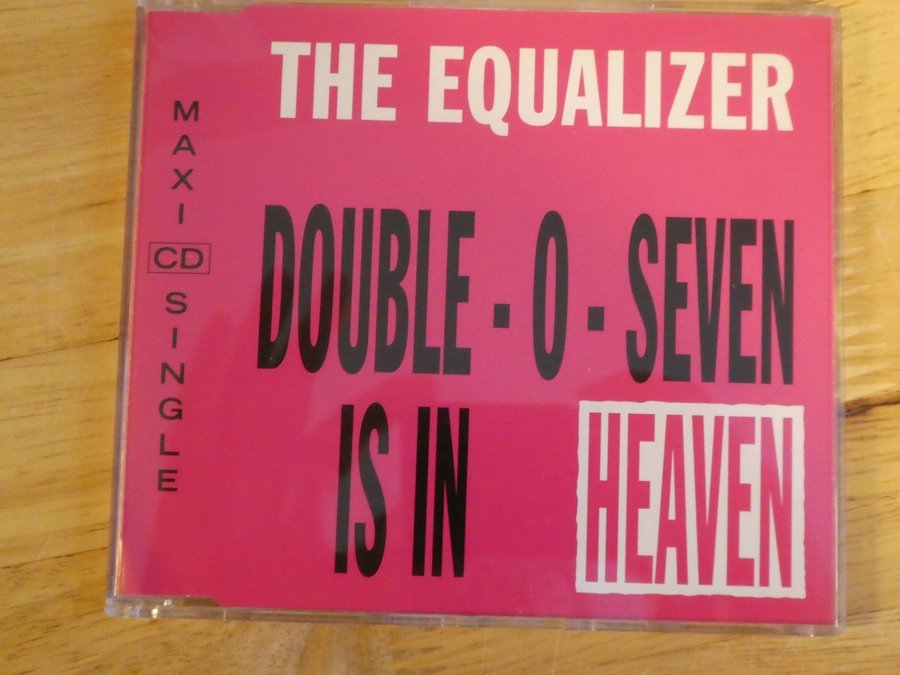 THE EQUALIZER
MAXI CD SINGLE
DOUBLE-O-SEVEN
IS IN HEAVEN